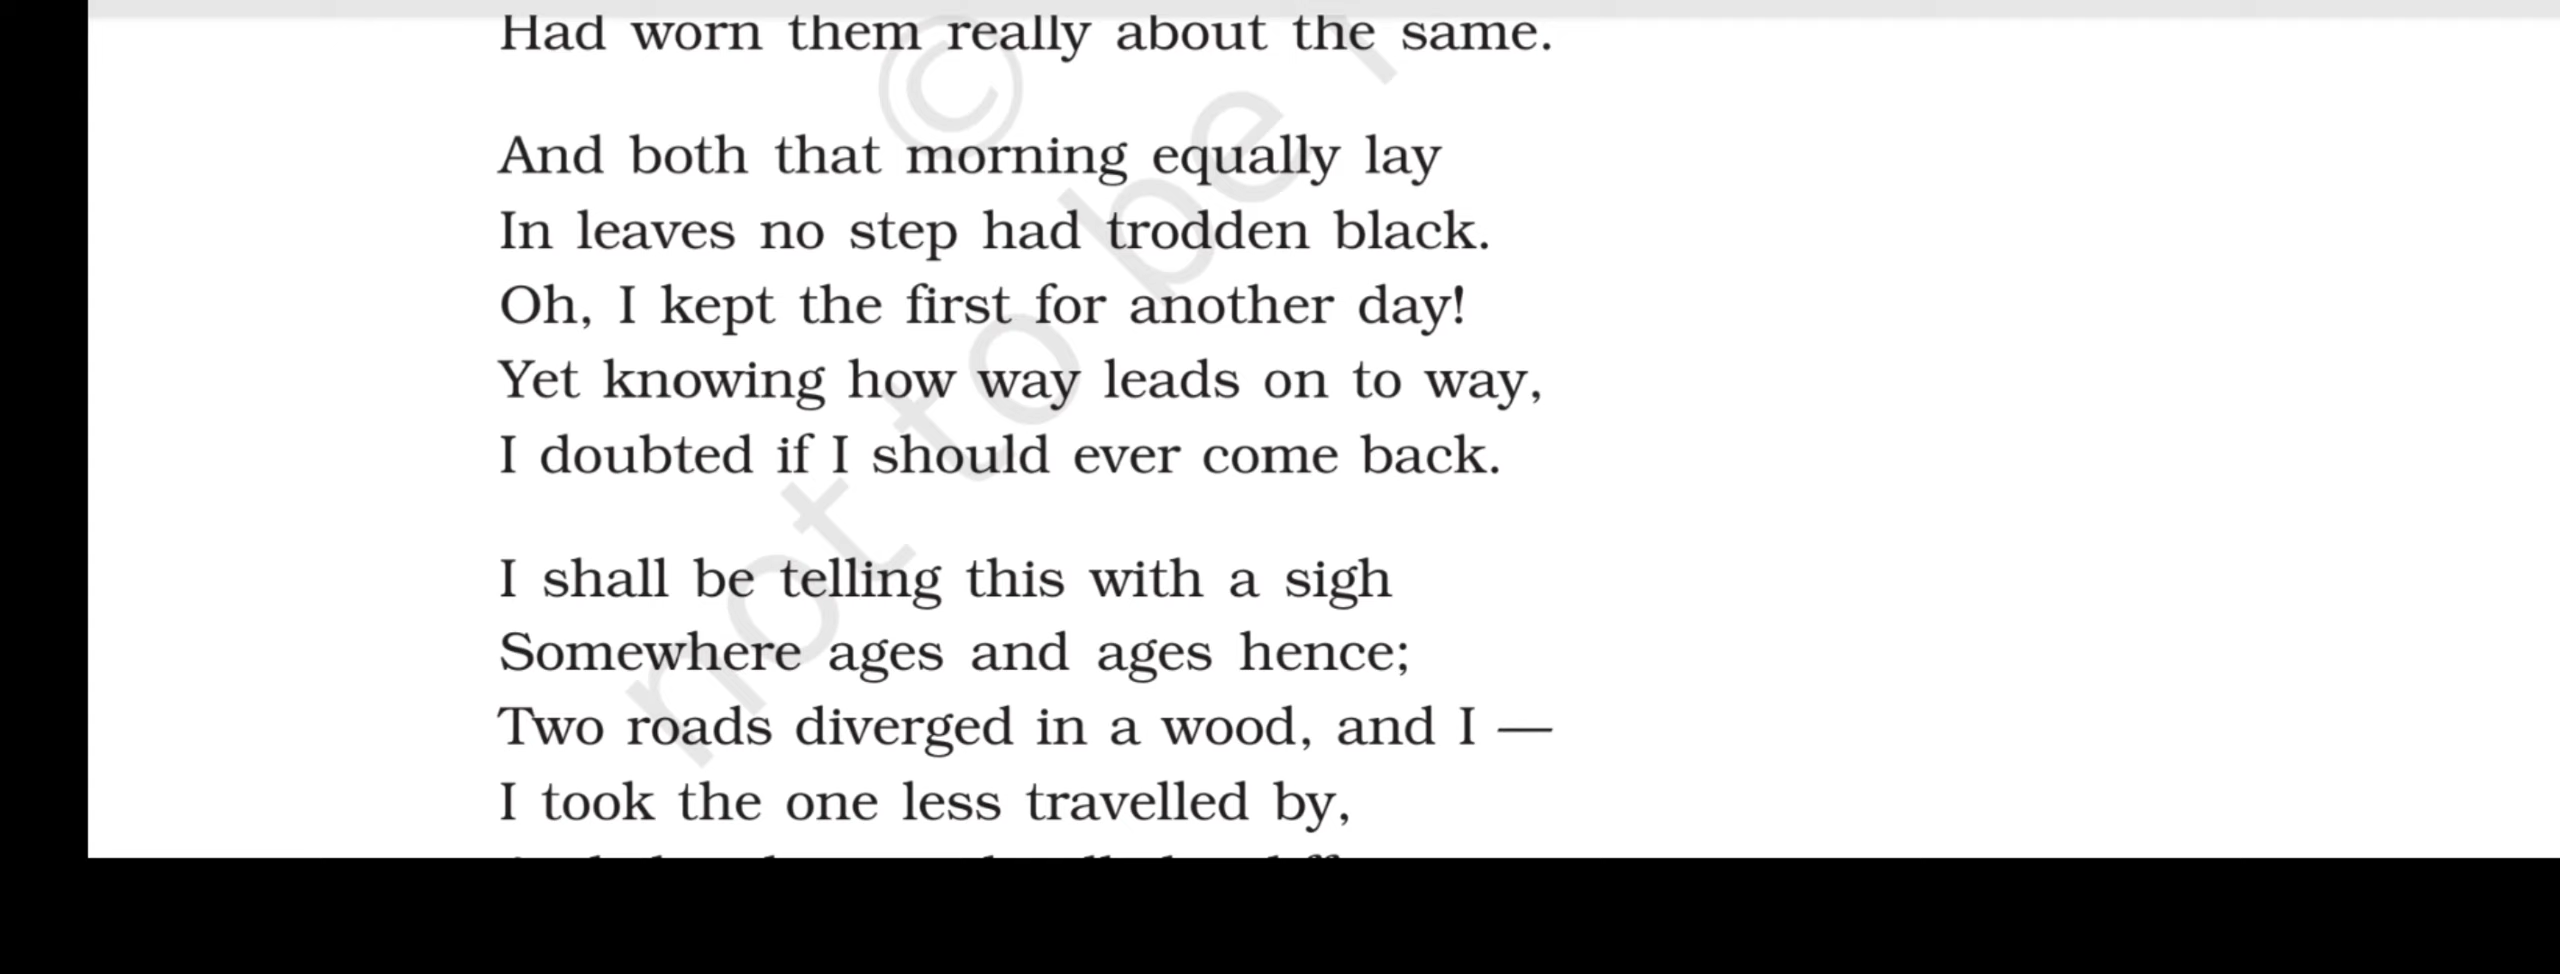 Had worn them really about the same.
And both that morning equally lay
In leaves no step had trodden black.
Oh, I kept the first for another day!
Yet knowing how way leads on to way,
I doubted if I should ever come back.
I shall be telling this with a sigh
Somewhere ages and ages hence;
Two roads diverged in a wood, and I —
I took the one less travelled by,
©
not to be